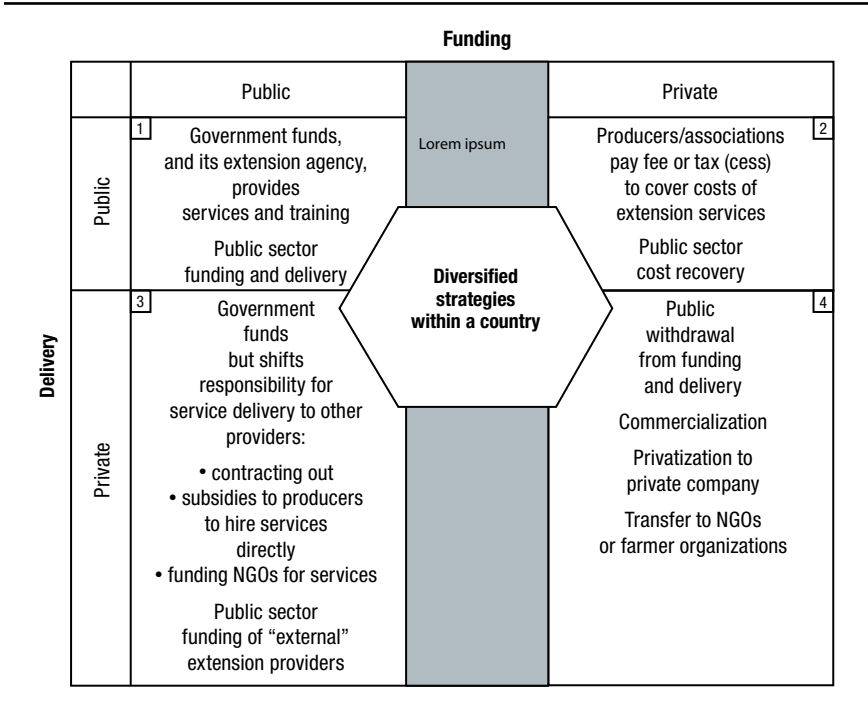 Funding
Public
Private
Delivery
Public
1
Government funds,
and its extension agency,
provides
services and training
Public sector
funding and delivery
Lorem ipsum
2
Producers/associations
pay fee or tax (cess)
to cover costs of
extension services
Public sector
cost recovery
Diversified
strategies
within a country
Private
3
Government
funds
but shifts
responsibility for
service delivery to other
providers:
• contracting out
• subsidies to producers
to hire services
directly
• funding NGOs for services
Public sector
funding of “external”
extension providers
4
Public
withdrawal
from funding
and delivery
Commercialization
Privatization to
private company
Transfer to NGOs
or farmer organizations